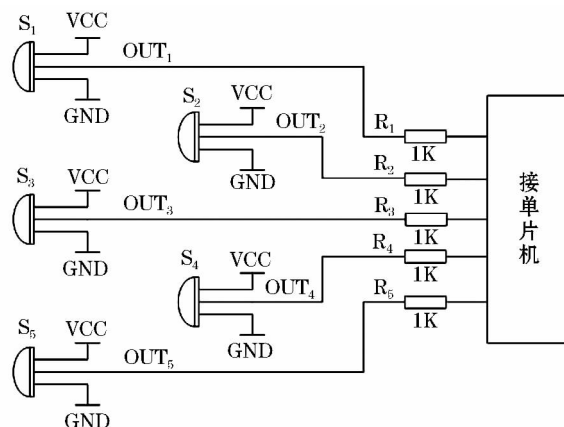 S₁
VCC
OUT₁
GND
S₂
VCC
OUT₂
GND
R₁
1K
R₂
1K
S₃
VCC
OUT₃
GND
R₃
1K
S₄
VCC
OUT₄
GND
R₄
1K
R₅
1K
S₅
VCC
OUT₅
GND
接单片机